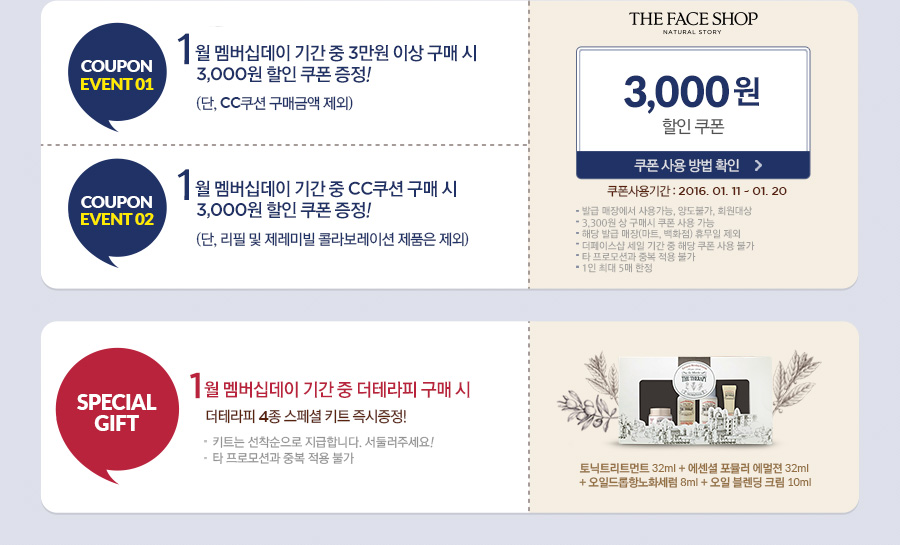 COUPON
EVENT 01
1월 멤버십데이 기간 중 3만원 이상 구매 시
3,000원 할인 쿠폰 증정!
(단, CC쿠션 구매금액 제외)
COUPON
EVENT 02
1월 멤버십데이 기간 중 CC쿠션 구매 시
3,000원 할인 쿠폰 증정!
(단, 리필 및 제레미빌 콜라보레이션 제품은 제외)
THE FACE SHOP
NATURAL STORY
3,000원
할인 쿠폰
쿠폰 사용 방법 확인 >
쿠폰사용기간 : 2016. 01. 11 - 01. 20
* 발급 매장에서 사용가능, 양도불가, 회원대상
* 3,300원 상 구매시 쿠폰 사용 가능
* 해당 발급 매장(마트, 백화점) 휴무일 제외
* 더페이스샵 세일 기간 중 해당 쿠폰 사용 불가
* 타 프로모션과 중복 적용 불가
* 1인 최대 5매 한정
SPECIAL
GIFT
1월 멤버십데이 기간 중 더테라피 구매 시
더테라피 4종 스페셜 키트 즉시증정!
- 키트는 선착순으로 지급합니다. 서둘러주세요!
- 타 프로모션과 중복 적용 불가
THE THERAPY
토닉트리트먼트 32ml + 에센셜 포뮬러 에멀젼 32ml
+ 오일드롭항노화세럼 8ml + 오일 블렌딩 크림 10ml